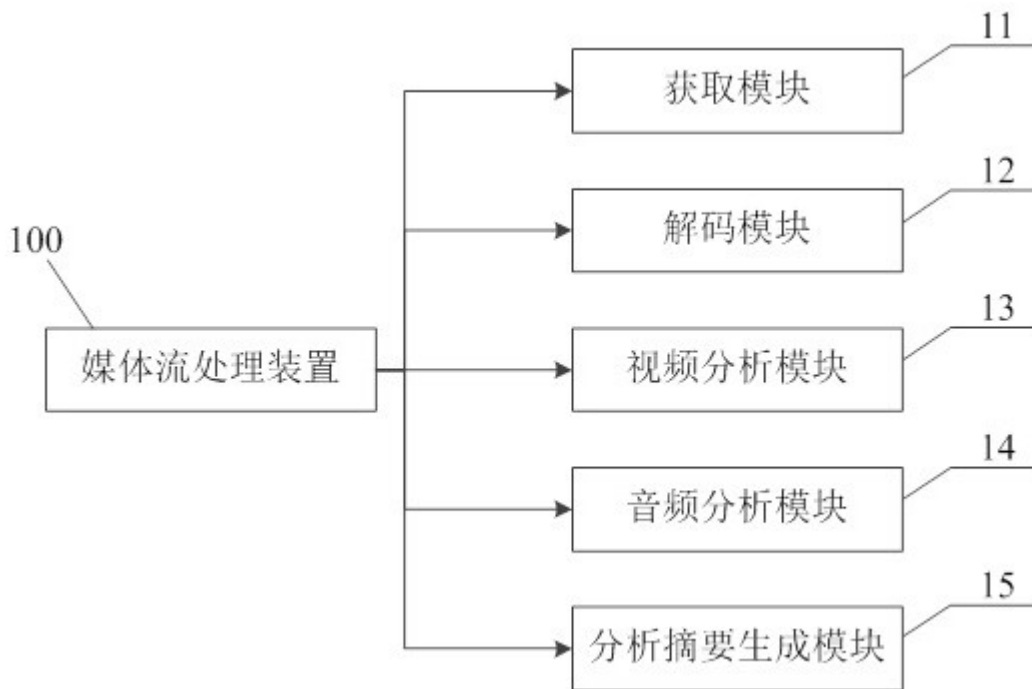 11
获取模块
12
解码模块
100
13
媒体流处理装置
视频分析模块
14
音频分析模块
15
分析摘要生成模块